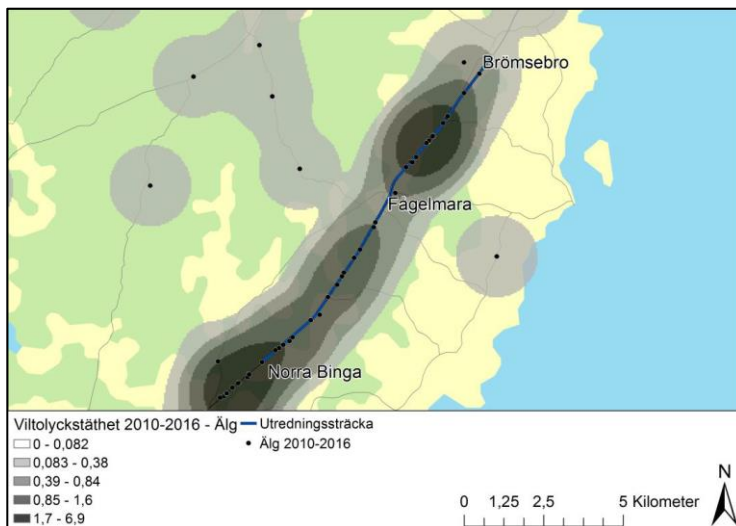 Brömsebro
Fågelmara
Norra Binga
Viltolyckstäthet 2010-2016 - Älg
0 - 0,082
0,083 - 0,38
0,39 - 0,84
0,85 - 1,6
1,7 - 6,9
Utredningssträcka
Älg 2010-2016
N
0 1,25 2,5 5 Kilometer